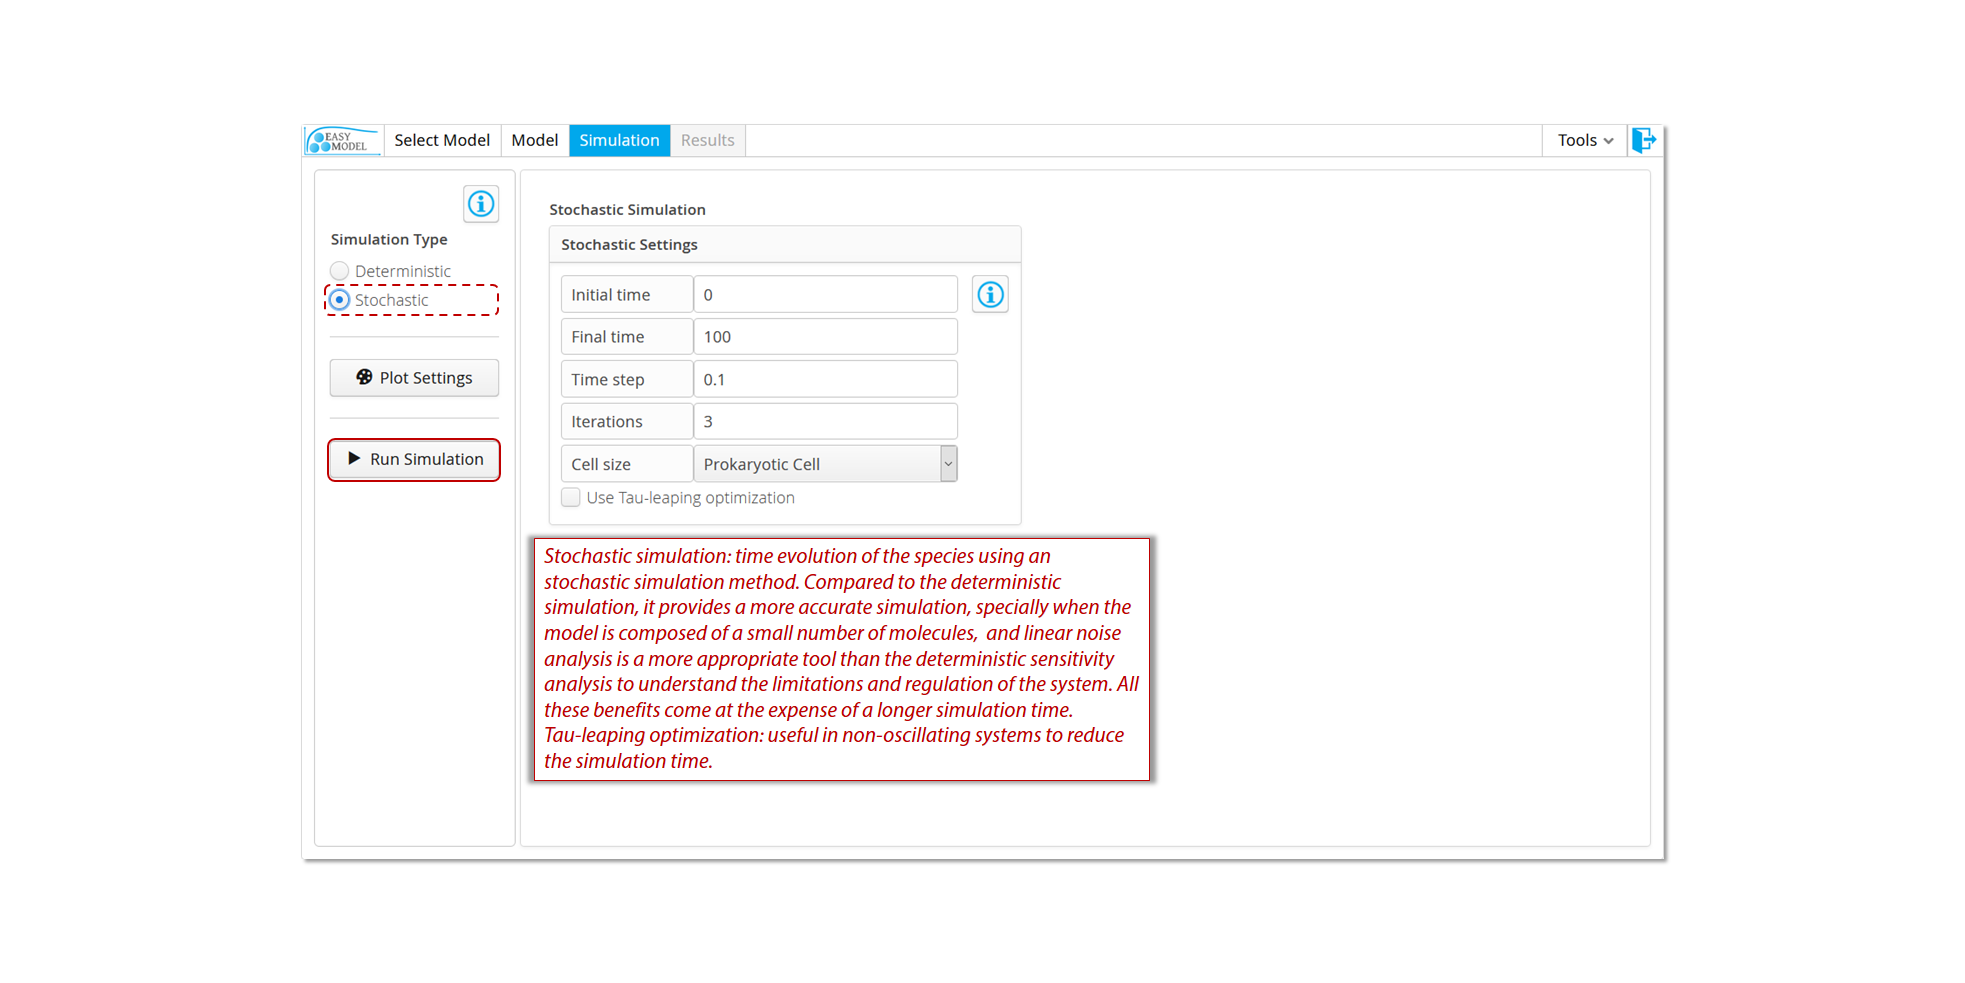 EASY
MODEL
Select Model
Model
Simulation
Results
Tools
Simulation Type
Deterministic
Stochastic
Plot Settings
Run Simulation
Stochastic Simulation
Stochastic Settings
Initial time 0
Final time 100
Time step 0.1
Iterations 3
Cell size Prokaryotic Cell
Use Tau-leaping optimization
Stochastic simulation: time evolution of the species using an
stochastic simulation method. Compared to the deterministic
simulation, it provides a more accurate simulation, specially when the
model is composed of a small number of molecules,  and linear noise
analysis is a more appropriate tool than the deterministic sensitivity
analysis to understand the limitations and regulation of the system. All
these benefits come at the expense of a longer simulation time.
Tau-leaping optimization: useful in non-oscillating systems to reduce
the simulation time.